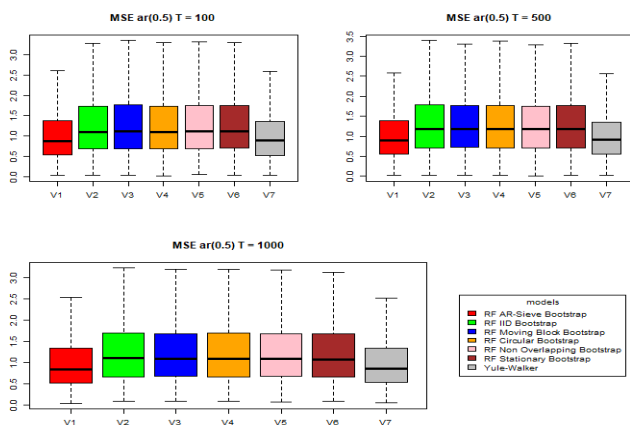 MSE ar(0.5) T = 100
3.0
2.5
2.0
1.5
1.0
0.5
0.0
V1 V2 V3 V4 V5 V6 V7
MSE ar(0.5) T = 500
3.0
2.5
2.0
1.5
1.0
0.5
0.0
V1 V2 V3 V4 V5 V6 V7
MSE ar(0.5) T = 1000
3.0
2.5
2.0
1.5
1.0
0.5
0.0
V1 V2 V3 V4 V5 V6 V7
models
RF AR-Sieve Bootstrap
RF IID Bootstrap
RF Moving Block Bootstrap
RF Circular Bootstrap
RF Non Overlapping Bootstrap
RF Stationary Bootstrap
Yule-Walker